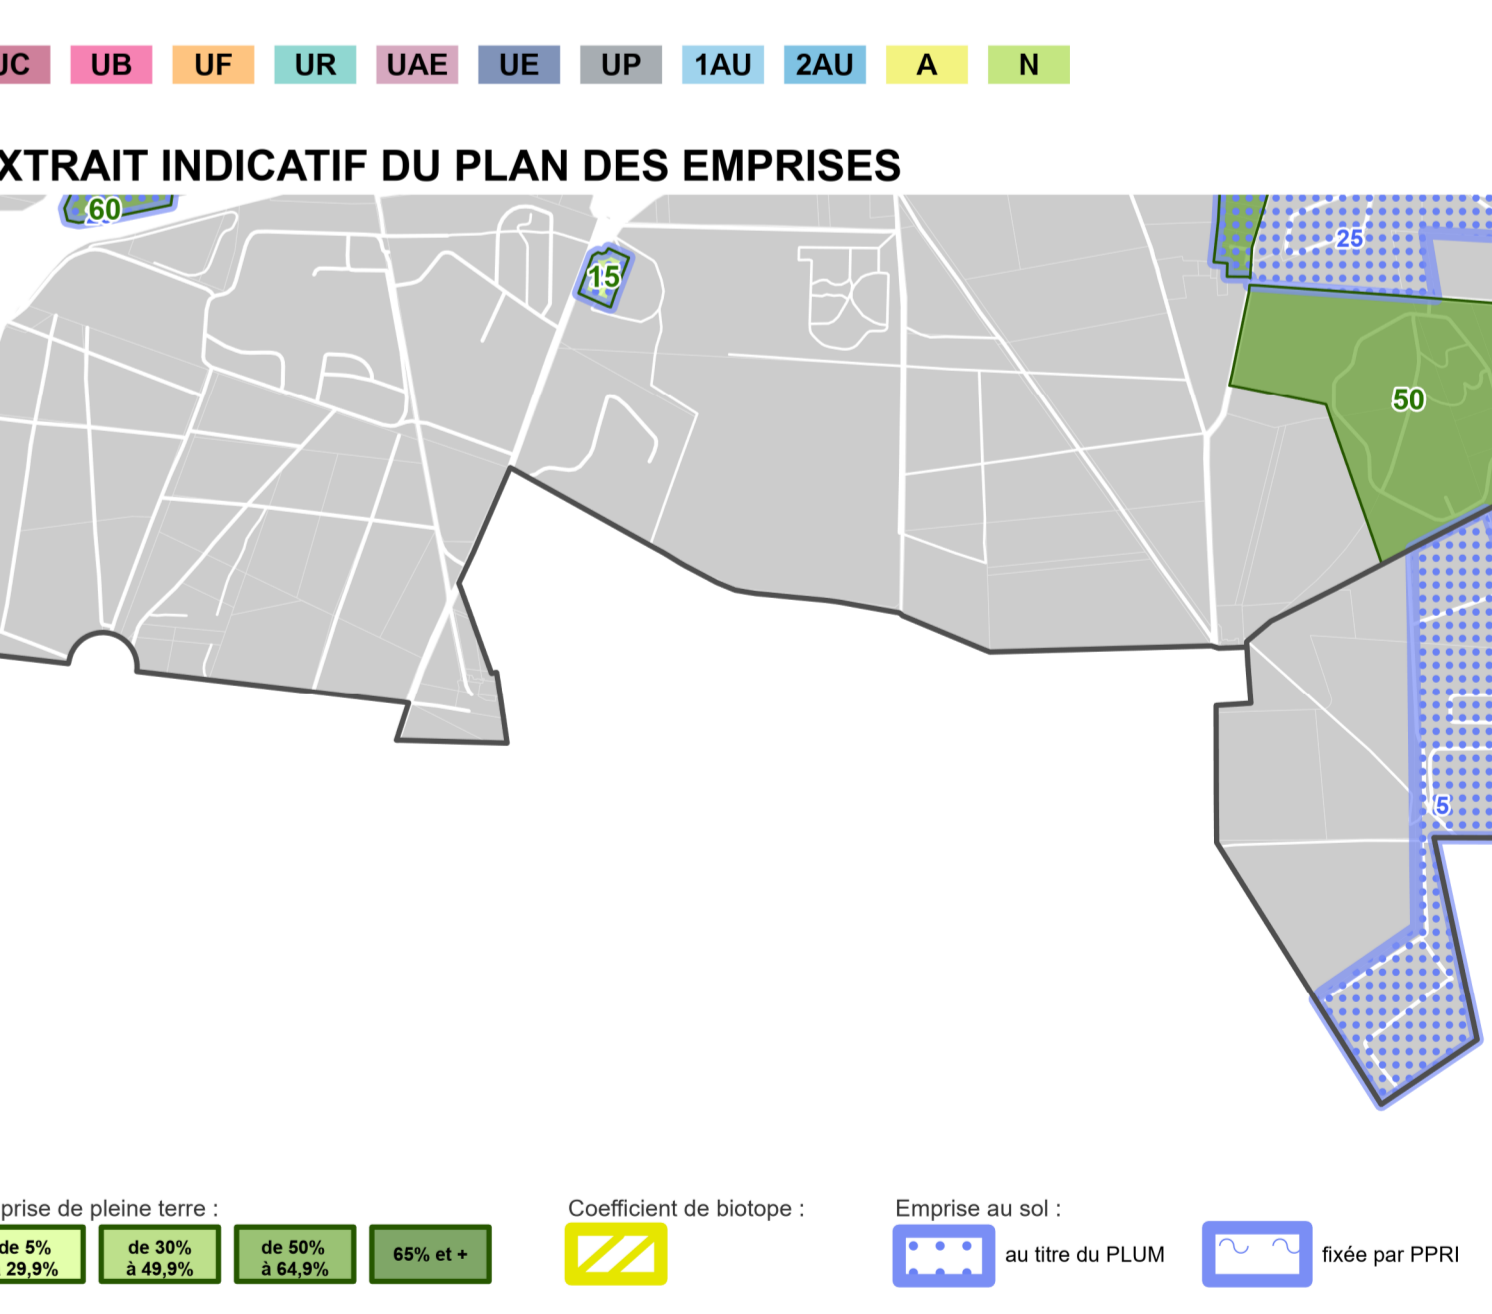 UC UB UF UR UAE UE UP 1AU 2AU A N
XTRAIT INDICATIF DU PLAN DES EMPRISES
60
25
15
50
5
prise de pleine terre :
Coefficient de biotope :
Emprise au sol :
de 5%
29,9%
de 30%
à 49,9%
de 50%
à 64,9%
65% et +
au titre du PLUM
fixée par PPRI